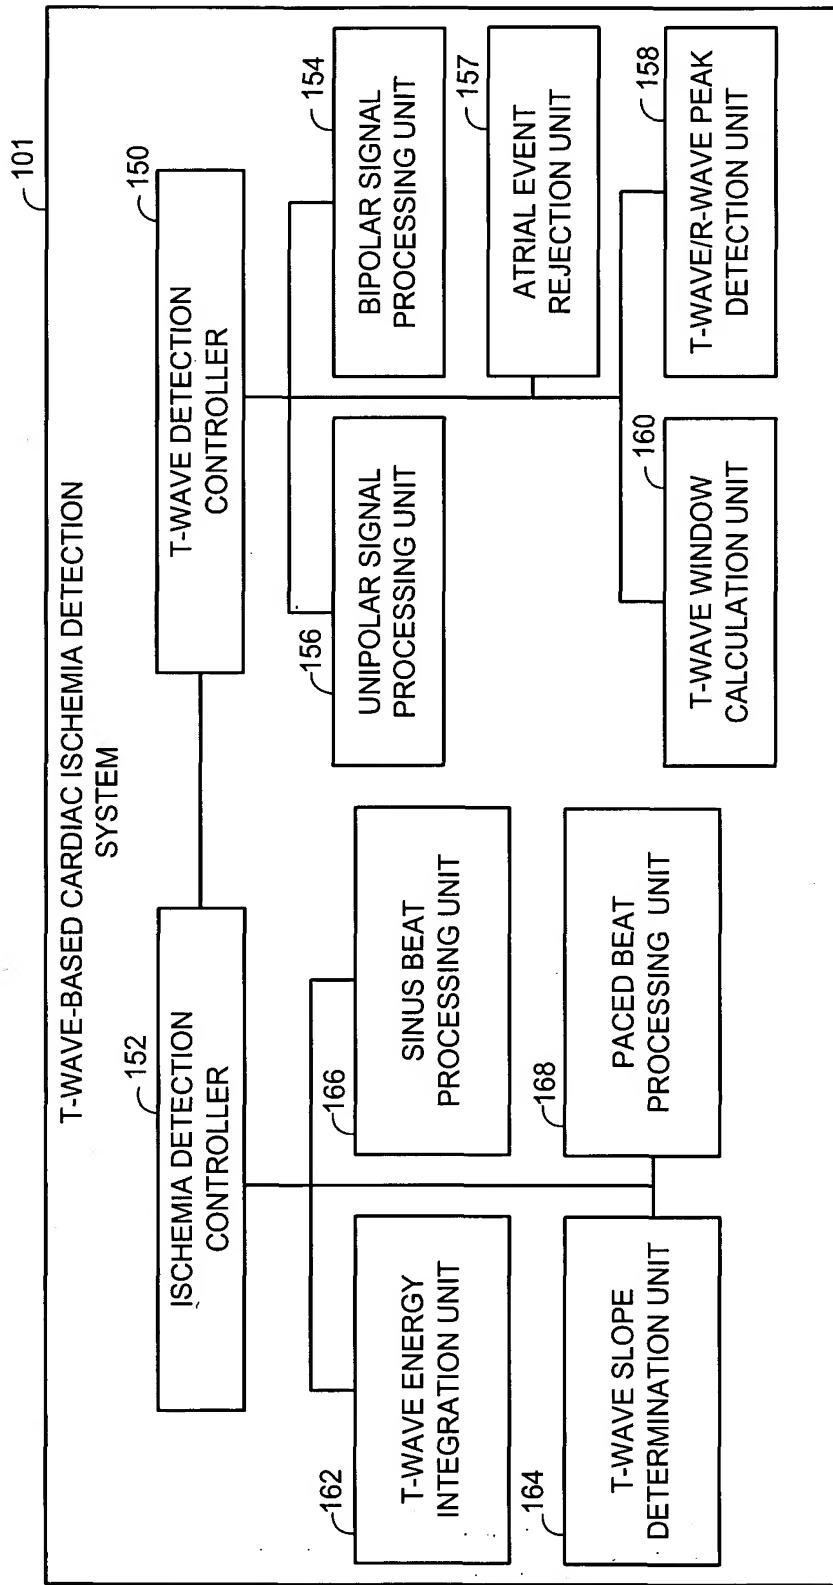 101
T-WAVE-BASED CARDIAC ISCHEMIA DETECTION
SYSTEM
152
ISCHEMIA DETECTION
CONTROLLER
150
T-WAVE DETECTION
CONTROLLER
162
T-WAVE ENERGY
INTEGRATION UNIT
166
SINUS BEAT
PROCESSING UNIT
164
T-WAVE SLOPE
DETERMINATION UNIT
168
PACED BEAT
PROCESSING UNIT
156
UNIPOLAR SIGNAL
PROCESSING UNIT
154
BIPOLAR SIGNAL
PROCESSING UNIT
157
ATRIAL EVENT
REJECTION UNIT
160
T-WAVE WINDOW
CALCULATION UNIT
158
T-WAVE/R-WAVE PEAK
DETECTION UNIT